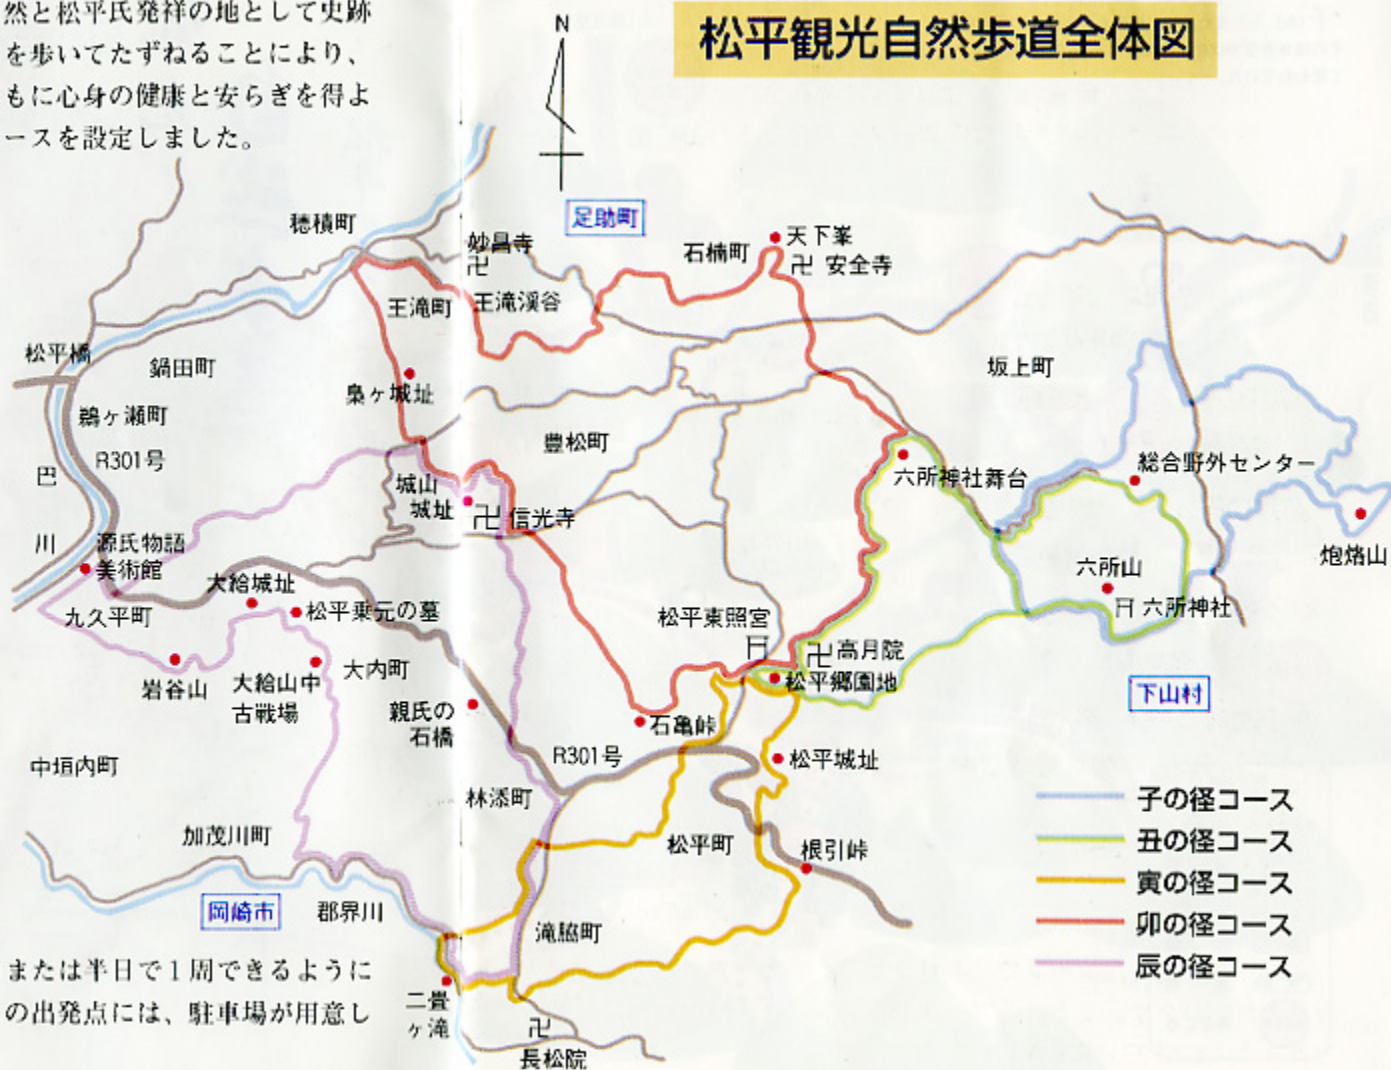 然と松平氏発祥の地として史跡
を歩いてたずねることにより、
もに心身の健康と安らぎを得よ
ースを設定しました。
松平観光自然歩道全体図
N
足助町
穂積町
妙昌寺
卍
石楠町
天下峯
卍 安全寺
王滝町
王滝渓谷
松平橋
鍋田町
坂上町
梟ヶ城址
鵜ヶ瀬町
豊松町
R301号
巴
川
城山
城址
卍 信光寺
六所神社舞台
総合野外センター
源氏物語
美術館
炮烙山
六所山
大給城址
松平乗元の墓
九久平町
松平東照宮
六所神社
卍 高月院
岩谷山
大給山中
古戦場
大内町
松平郷園地
下山村
親氏の
石橋
石亀峠
R301号
松平城址
中垣内町
林添町
子の径コース
丑の径コース
寅の径コース
卯の径コース
辰の径コース
加茂川町
松平町
根引峠
岡崎市
郡界川
滝脇町
または半日で1周できるように
の出発点には、駐車場が用意し
二畳
ヶ滝
卍
長松院